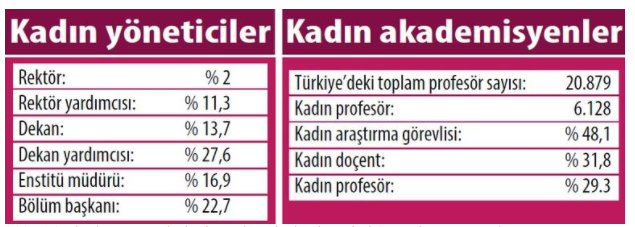 Kadın yöneticiler
Rektör: % 2
Rektör yardımcısı: % 11,3
Dekan: % 13,7
Dekan yardımcısı: % 27,6
Enstitü müdürü: % 16,9
Bölüm başkanı: % 22,7
Kadın akademisyenler
Türkiye'deki toplam profesör sayısı: 20.879
Kadın profesör: 6.128
Kadın araştırma görevlisi: % 48,1
Kadın doçent: % 31,8
Kadın profesör: % 29.3